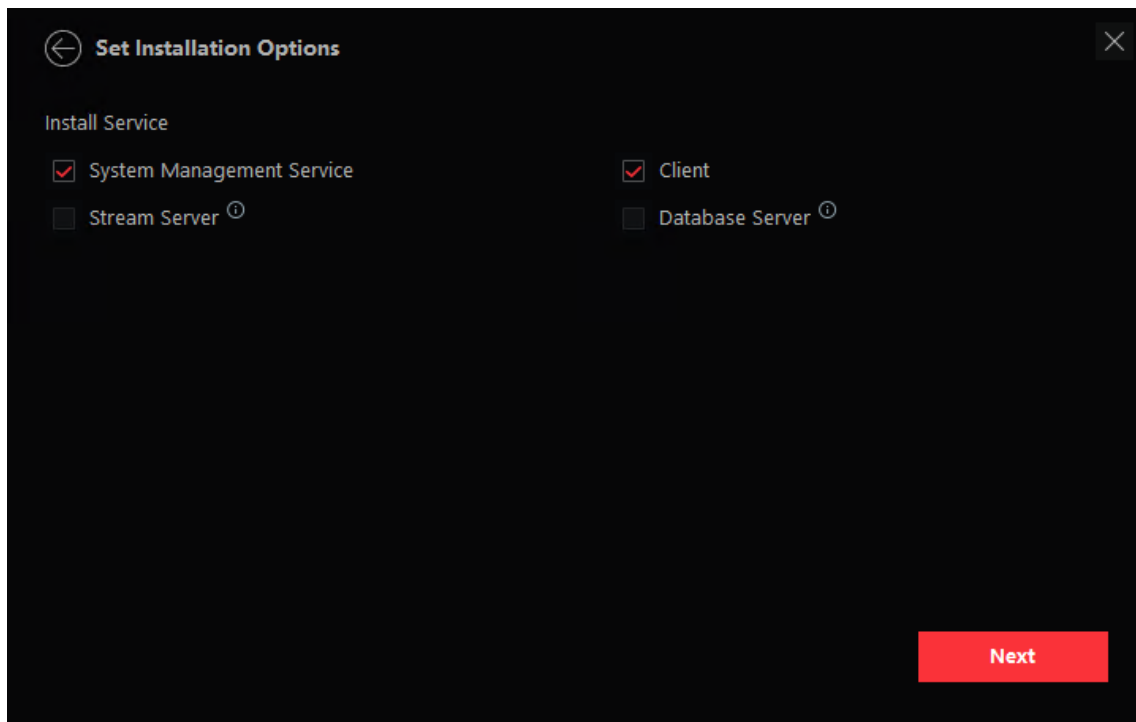 Set Installation Options
Install Service
System Management Service
Client
Stream Server
Database Server
Next